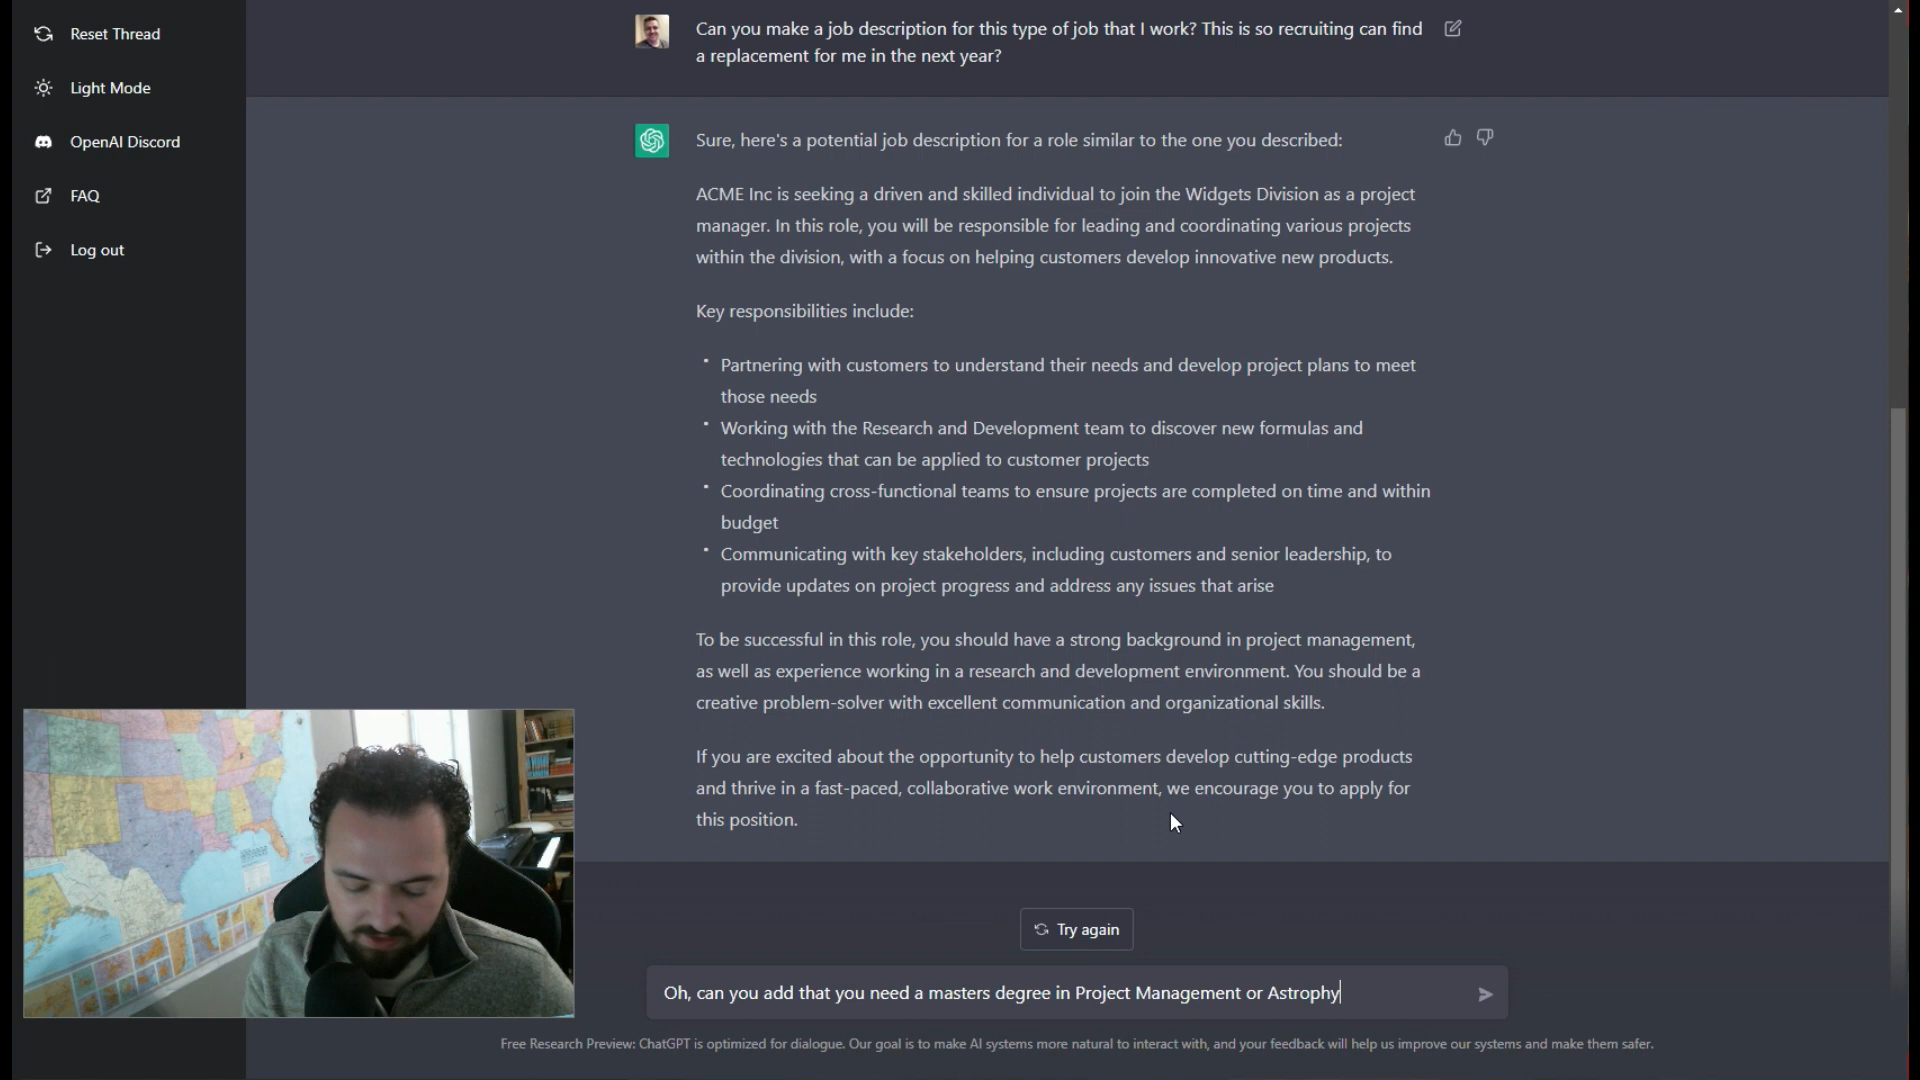 Reset Thread
Light Mode
OpenAI Discord
FAQ
Log out
Can you make a job description for this type of job that I work? This is so recruiting can find
a replacement for me in the next year?
Sure, here's a potential job description for a role similar to the one you described:
ACME Inc is seeking a driven and skilled individual to join the Widgets Division as a project
manager. In this role, you will be responsible for leading and coordinating various projects
within the division, with a focus on helping customers develop innovative new products.
Key responsibilities include:
• Partnering with customers to understand their needs and develop project plans to meet
those needs
• Working with the Research and Development team to discover new formulas and
technologies that can be applied to customer projects
• Coordinating cross-functional teams to ensure projects are completed on time and within
budget
• Communicating with key stakeholders, including customers and senior leadership, to
provide updates on project progress and address any issues that arise
To be successful in this role, you should have a strong background in project management,
as well as experience working in a research and development environment. You should be a
creative problem-solver with excellent communication and organizational skills.
If you are excited about the opportunity to help customers develop cutting-edge products
and thrive in a fast-paced, collaborative work environment, we encourage you to apply for
this position.
Try again
Oh, can you add that you need a masters degree in Project Management or Astrophy
Free Research Preview: ChatGPT is optimized for dialogue. Our goal is to make AI systems more natural to interact with, and your feedback will help us improve our systems and make them safer.